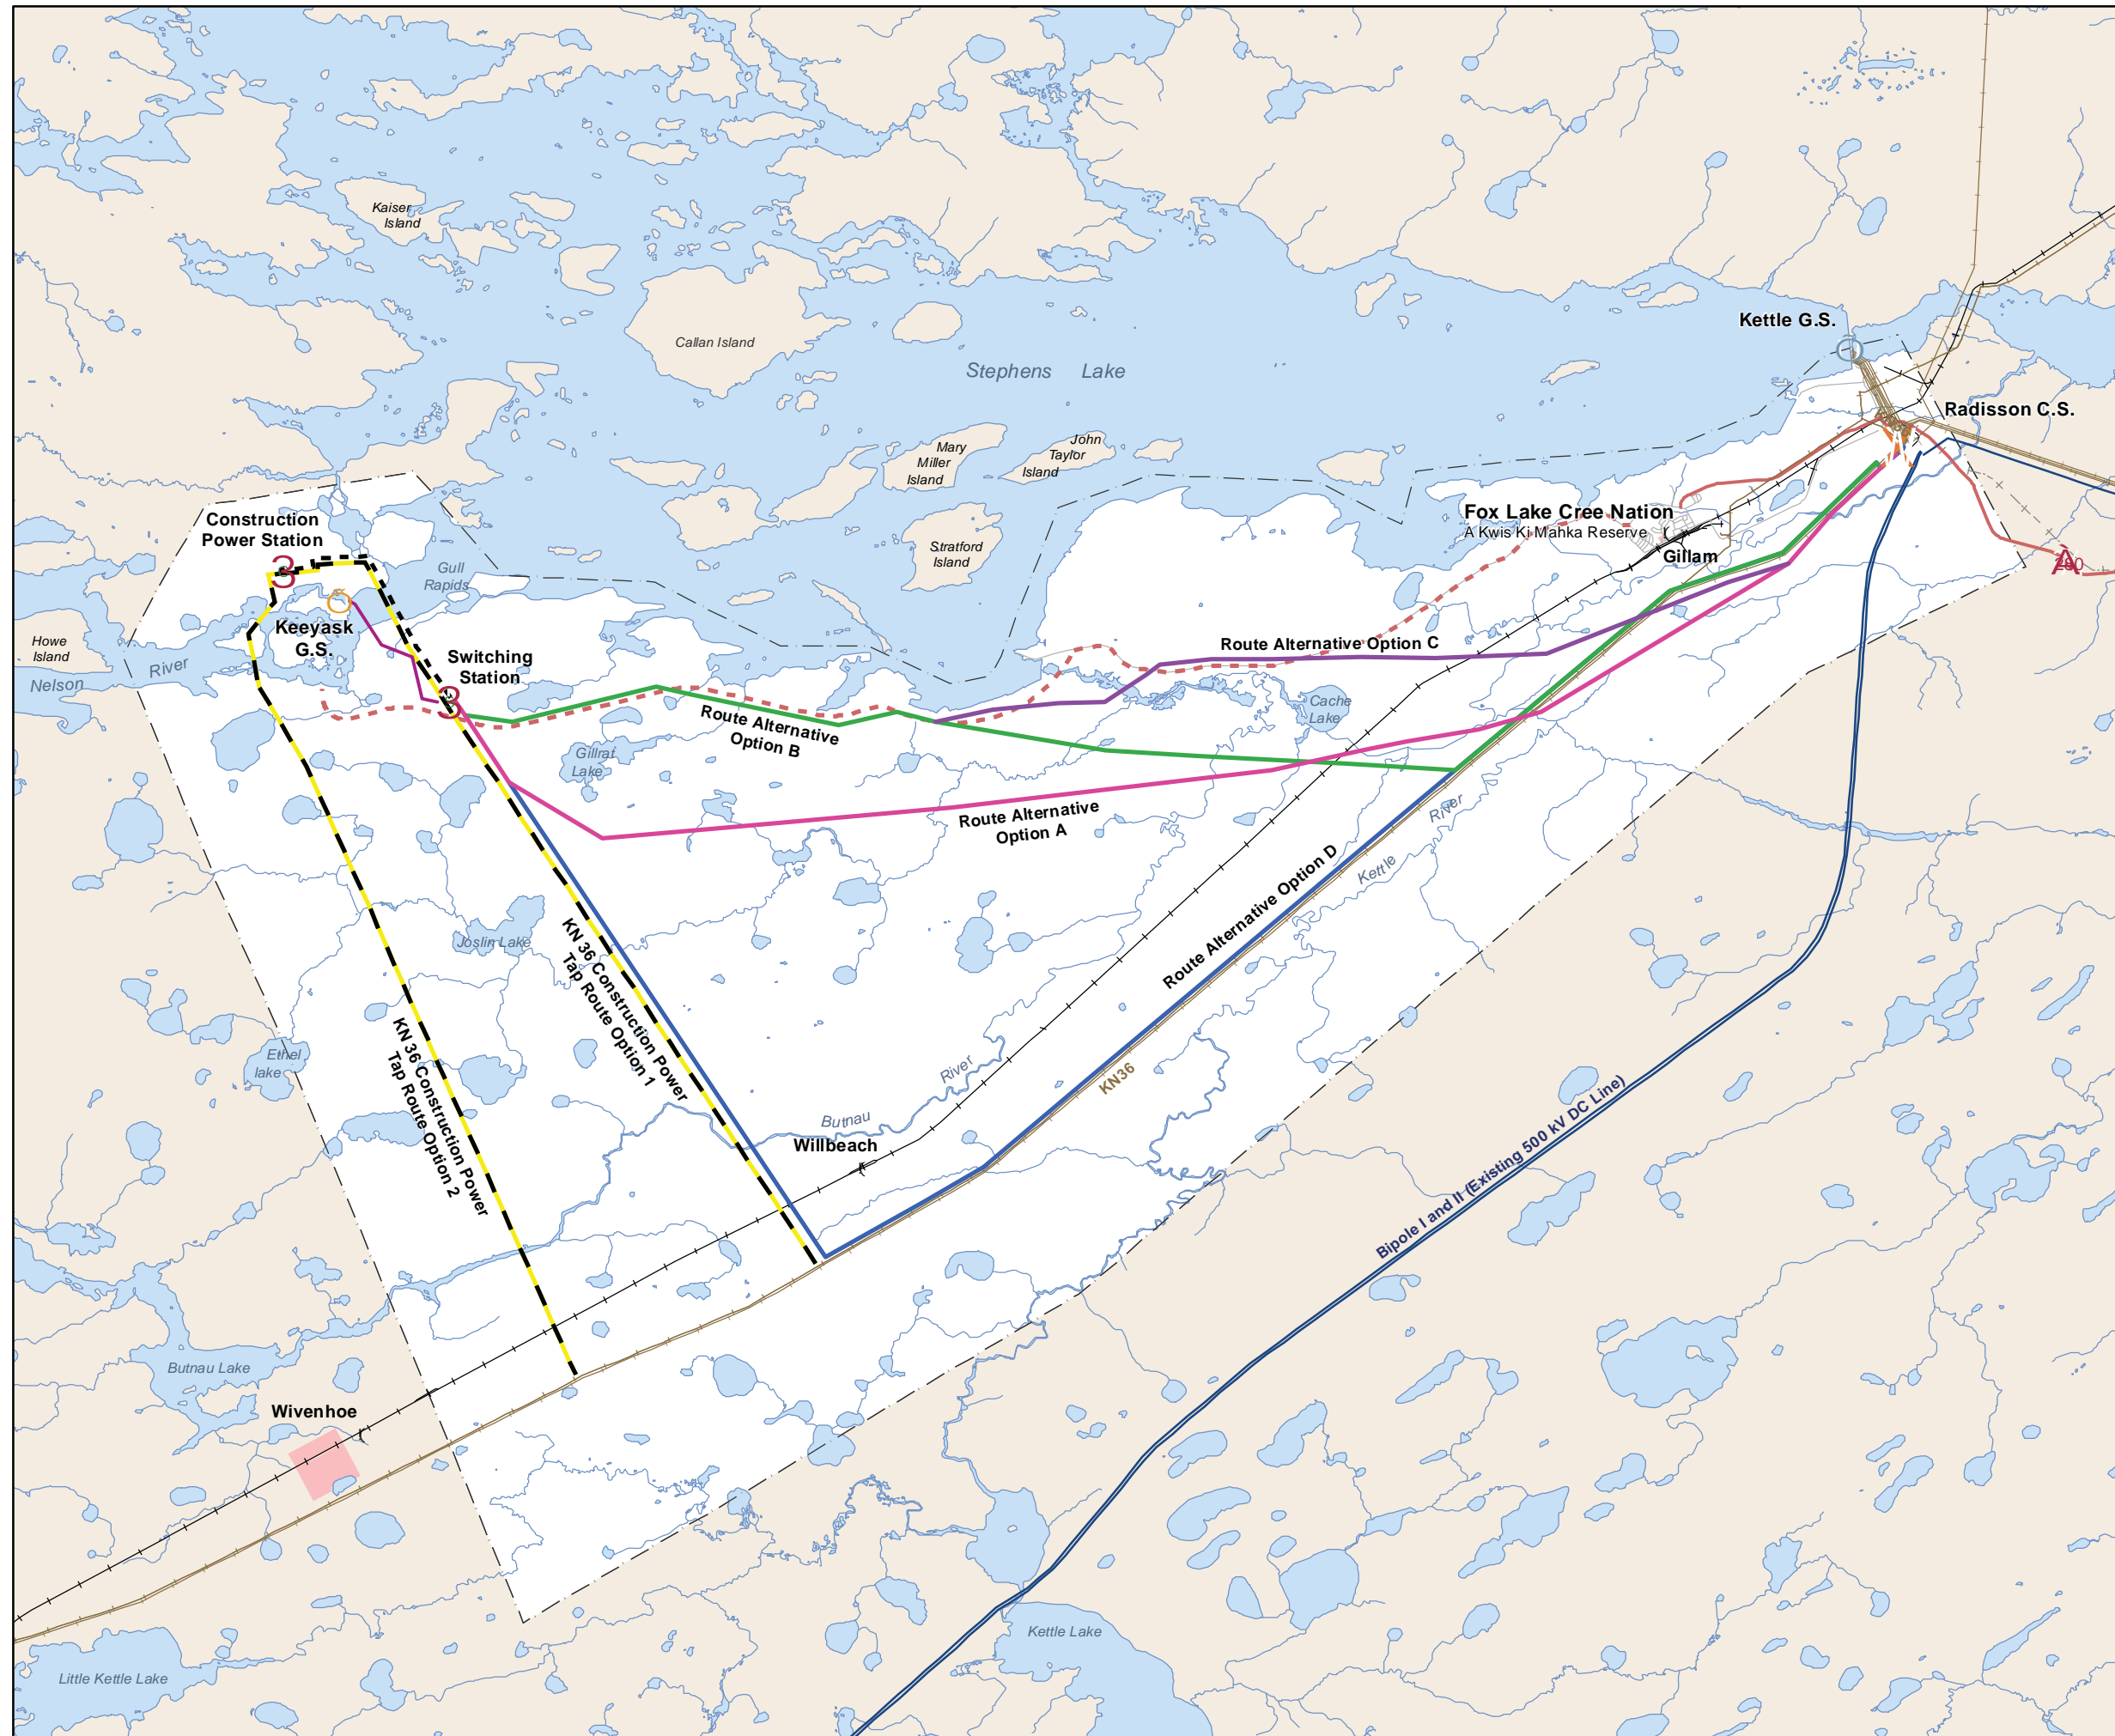 Kaiser
Island
Callan Island
Stephens Lake
Kettle G.S.
Radisson C.S.
Mary
Miller
Island
John
Taylor
Island
Stratford
Island
Fox Lake Cree Nation
A Kwis Ki Mahka Reserve
Gillam
280
Construction
Power Station
3
Gull
Rapids
Keeyask
G.S.
Howe
Island
River
Nelson
Switching
Station
3
Route Alternative Option C
Route Alternative
Option B
Cache
Lake
Gillrat
Lake
Route Alternative
Option A
River
Kettle
Route Alternative Option D
Joslin Lake
KN 36 Construction Power
Tap Route Option 1
KN 36 Construction Power
Tap Route Option 2
Ethel
lake
River
Butnau
KN36
Willbeach
Bipole I and II (Existing 500 kV DC Line)
Butnau Lake
Wivenhoe
Kettle Lake
Little Kettle Lake